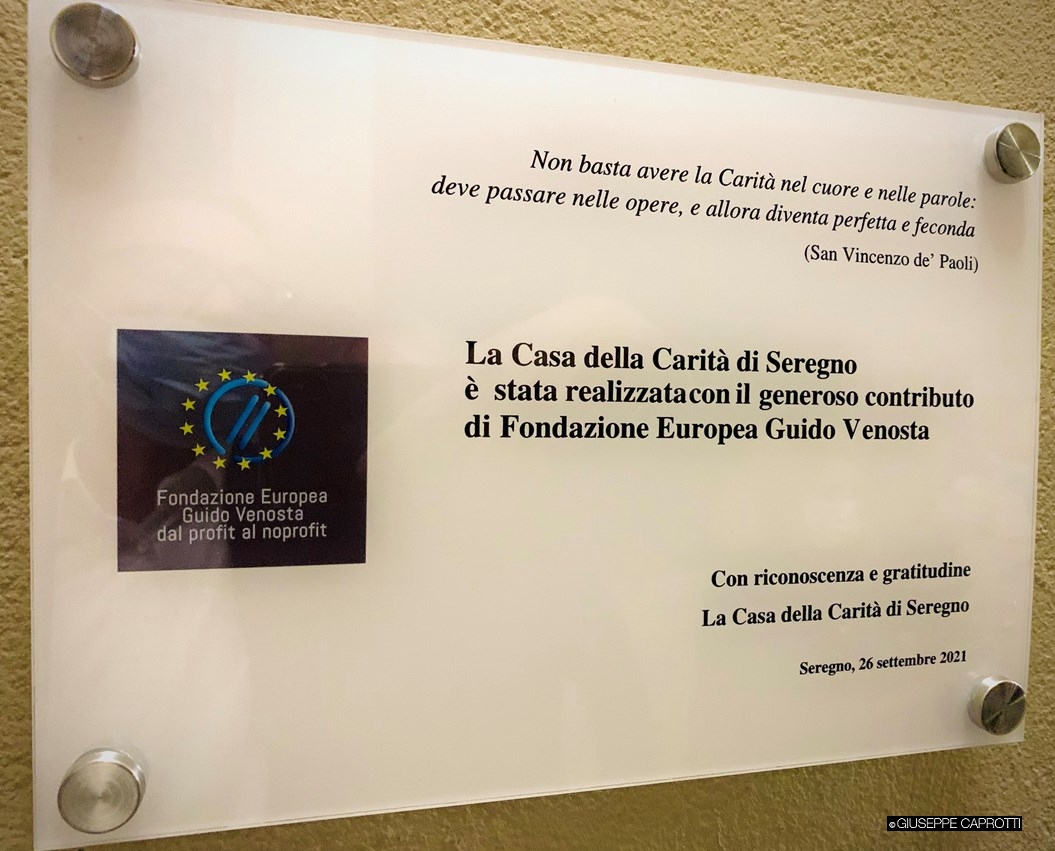 Non basta avere la Carità nel cuore e nelle parole:
deve passare nelle opere, e allora diventa perfetta e feconda
(San Vincenzo de' Paoli)
La Casa della Carità di Seregno
è stata realizzata con il generoso contributo
di Fondazione Europea Guido Venosta
Fondazione Europea
Guido Venosta
dal profit al noprofit
Con riconoscenza e gratitudine
La Casa della Carità di Seregno
Seregno, 26 settembre 2021
©GIUSEPPE CAPROTTI